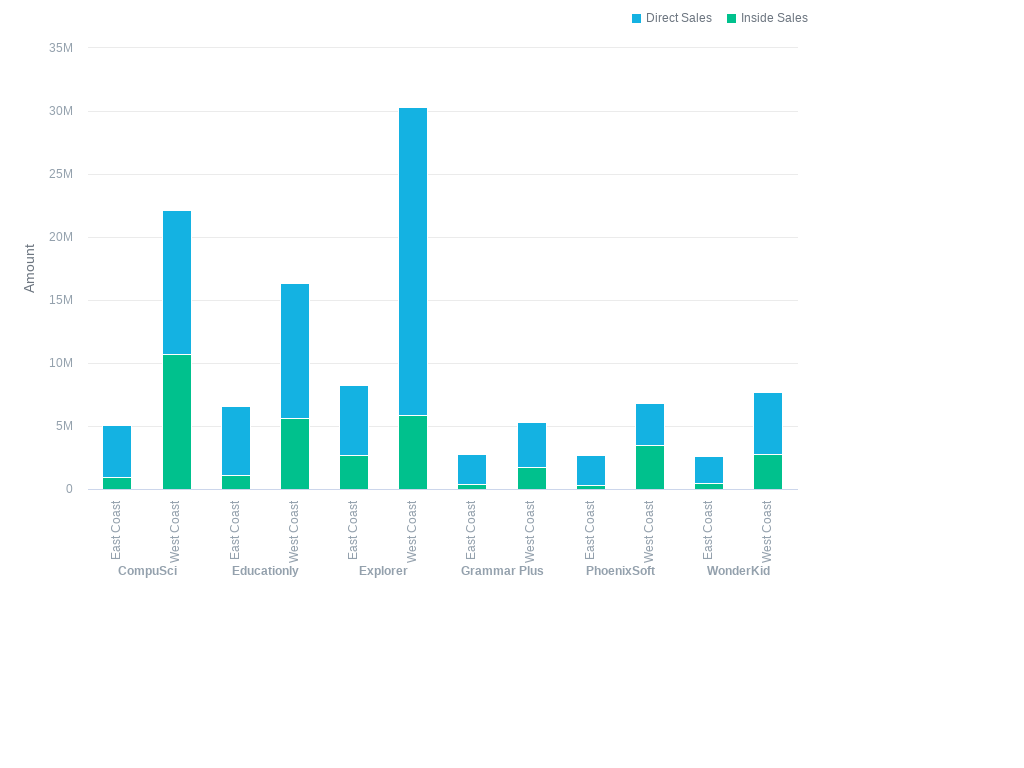 Direct Sales
Inside Sales
35M
30M
25M
20M
15M
10M
5M
0
Amount
East Coast
West Coast
East Coast
West Coast
East Coast
West Coast
East Coast
West Coast
East Coast
West Coast
East Coast
West Coast
CompuSci
Educationly
Explorer
Grammar Plus
PhoenixSoft
WonderKid